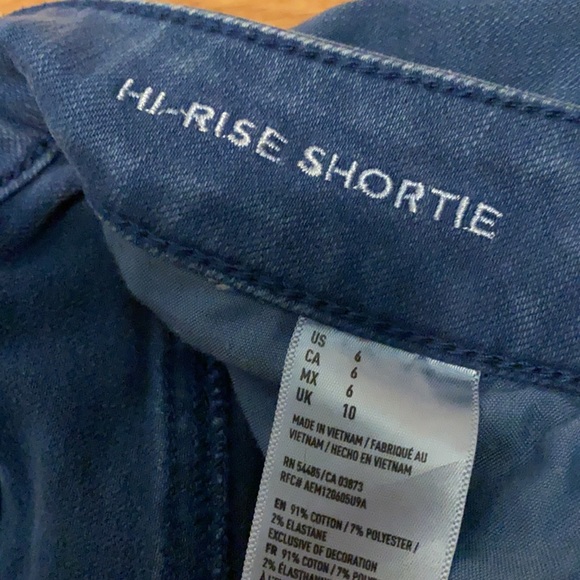 HI-RISE SHORTIE
US 6
CA 6
MX 6
UK 10
MADE IN VIETNAM / FABRIQUÉ AU
VIETNAM / HECHO EN VIETNAM
RN 54485/CA 03873
RFC# AEM120605U9A
EN 91% COTTON / 7% POLYESTER /
2% ELASTANE
EXCLUSIVE OF DECORATION
FR 91% COTON / 7% POLYESTER /
2% ÉLASTHANNE